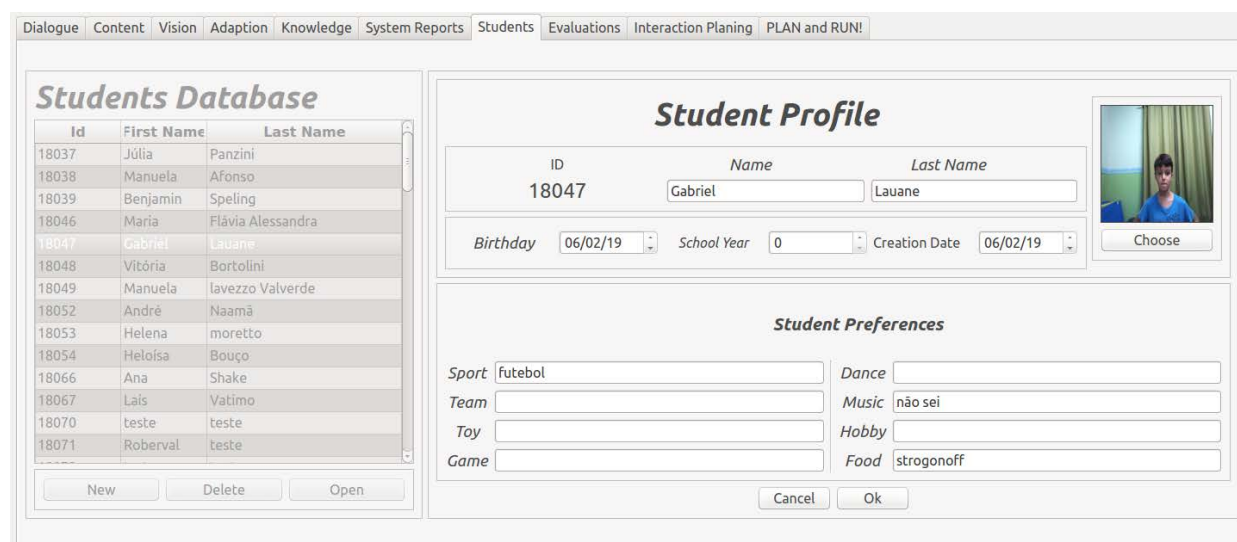 Dialogue Content Vision Adaption Knowledge System Reports Students Evaluations Interaction Planing PLAN and RUN!
Students Database
Id First Name Last Name
18037 Júlia Panzini
18038 Manuela Afonso
18039 Benjamin Speling
18046 Maria Flávia Alessandra
18047 Gabriel Lauane
18048 Vitória Bortolini
18049 Manuela lavezzo Valverde
18052 André Naamã
18053 Helena moretto
18054 Heloísa Bouço
18066 Ana Shake
18067 Laís Vatimo
18070 teste teste
18071 Roberval teste
New Delete Open
Student Profile
ID Name Last Name
18047 Gabriel Lauane
Birthday 06/02/19 School Year 0 Creation Date 06/02/19
Choose
Student Preferences
Sport futebol Dance
Team Music não sei
Toy Hobby
Game Food strogonoff
Cancel Ok